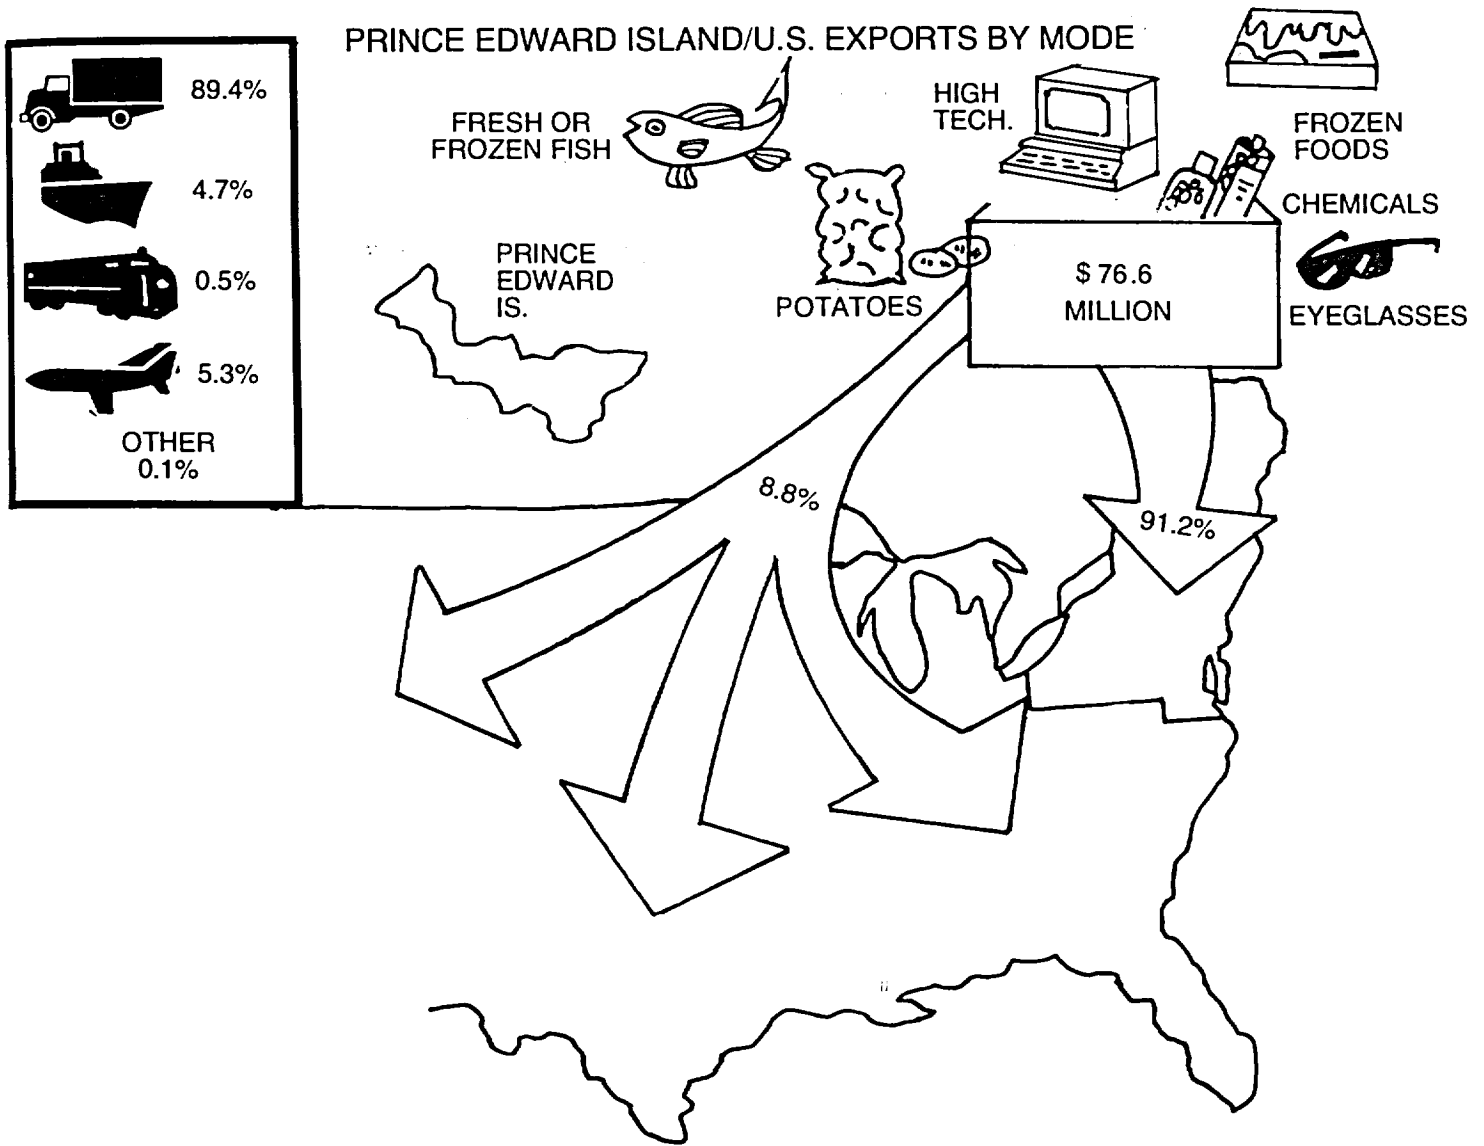 PRINCE EDWARD ISLAND/U.S. EXPORTS BY MODE
89.4%
4.7%
0.5%
5.3%
OTHER
0.1%
FRESH OR
FROZEN FISH
PRINCE
EDWARD
IS.
POTATOES
HIGH
TECH.
FROZEN
FOODS
CHEMICALS
EYEGLASSES
$ 76.6
MILLION
8.8%
91.2%